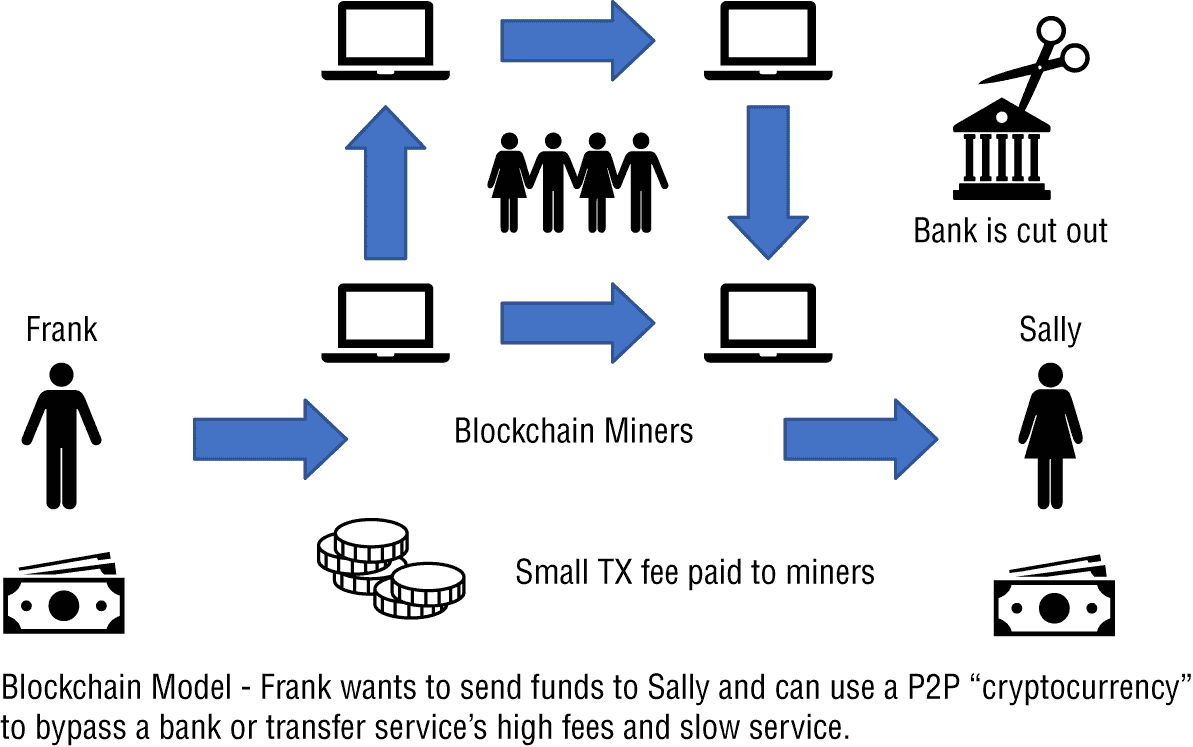 Bank is cut out
Frank
Sally
Blockchain Miners
Small TX fee paid to miners
Blockchain Model - Frank wants to send funds to Sally and can use a P2P “cryptocurrency”
to bypass a bank or transfer service’s high fees and slow service.